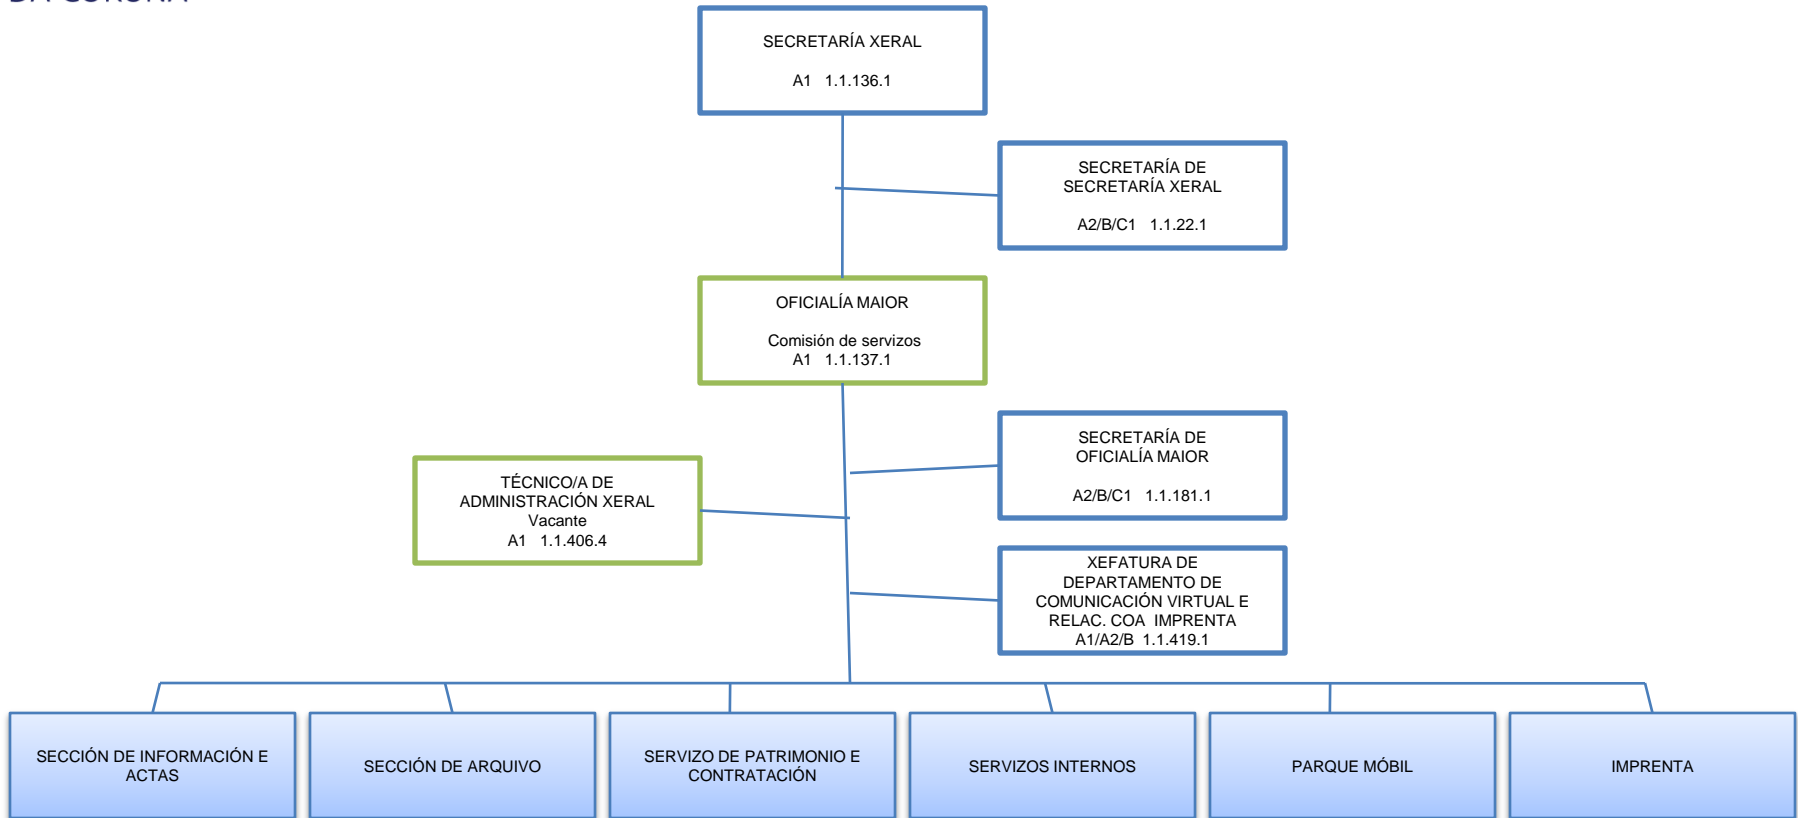 DA CORUÑA
SECRETARÍA XERAL
A1 1.1.136.1
SECRETARÍA DE
SECRETARÍA XERAL
A2/B/C1 1.1.22.1
OFICIALÍA MAIOR
Comisión de servizos
A1 1.1.137.1
SECRETARÍA DE
OFICIALÍA MAIOR
A2/B/C1 1.1.181.1
TÉCNICO/A DE
ADMINISTRACIÓN XERAL
Vacante
A1 1.1.406.4
XEFATURA DE
DEPARTAMENTO DE
COMUNICACIÓN VIRTUAL E
RELAC. COA IMPRENTA
A1/A2/B 1.1.419.1
SECCIÓN DE INFORMACIÓN E
ACTAS
SECCIÓN DE ARQUIVO
SERVIZO DE PATRIMONIO E
CONTRATACIÓN
SERVIZOS INTERNOS
PARQUE MÓBIL
IMPRENTA